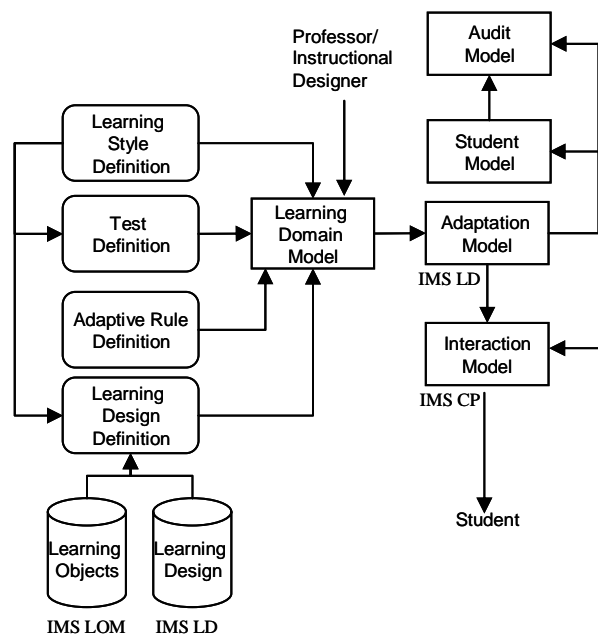 Professor/
Instructional
Designer
Audit
Model
Learning
Style
Definition
Student
Model
Test
Definition
Learning
Domain
Model
Adaptation
Model
IMS LD
Adaptive Rule
Definition
Interaction
Model
IMS CP
Learning
Design
Definition
Learning
Objects
Learning
Design
Student
IMS LOM
IMS LD